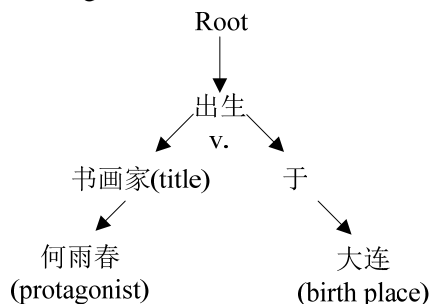 Root
出生
v.
书画家(title)
于
何雨春
(protagonist)
大连
(birth place)